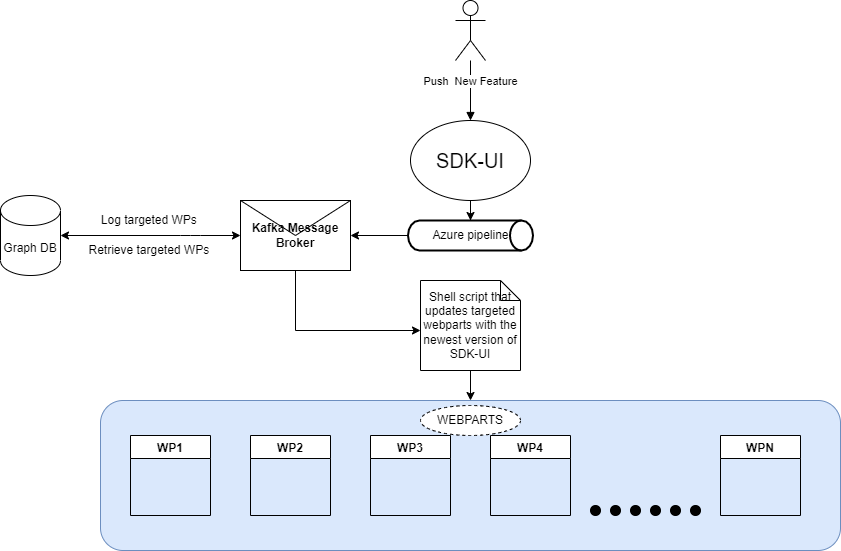 Push New Feature
SDK-UI
Log targeted WPs
Kafka Message
Broker
Azure pipeline
Graph DB
Retrieve targeted WPs
Shell script that
updates targeted
webparts with the
newest version of
SDK-UI
WEBPARTS
WP1
WP2
WP3
WP4
WPN